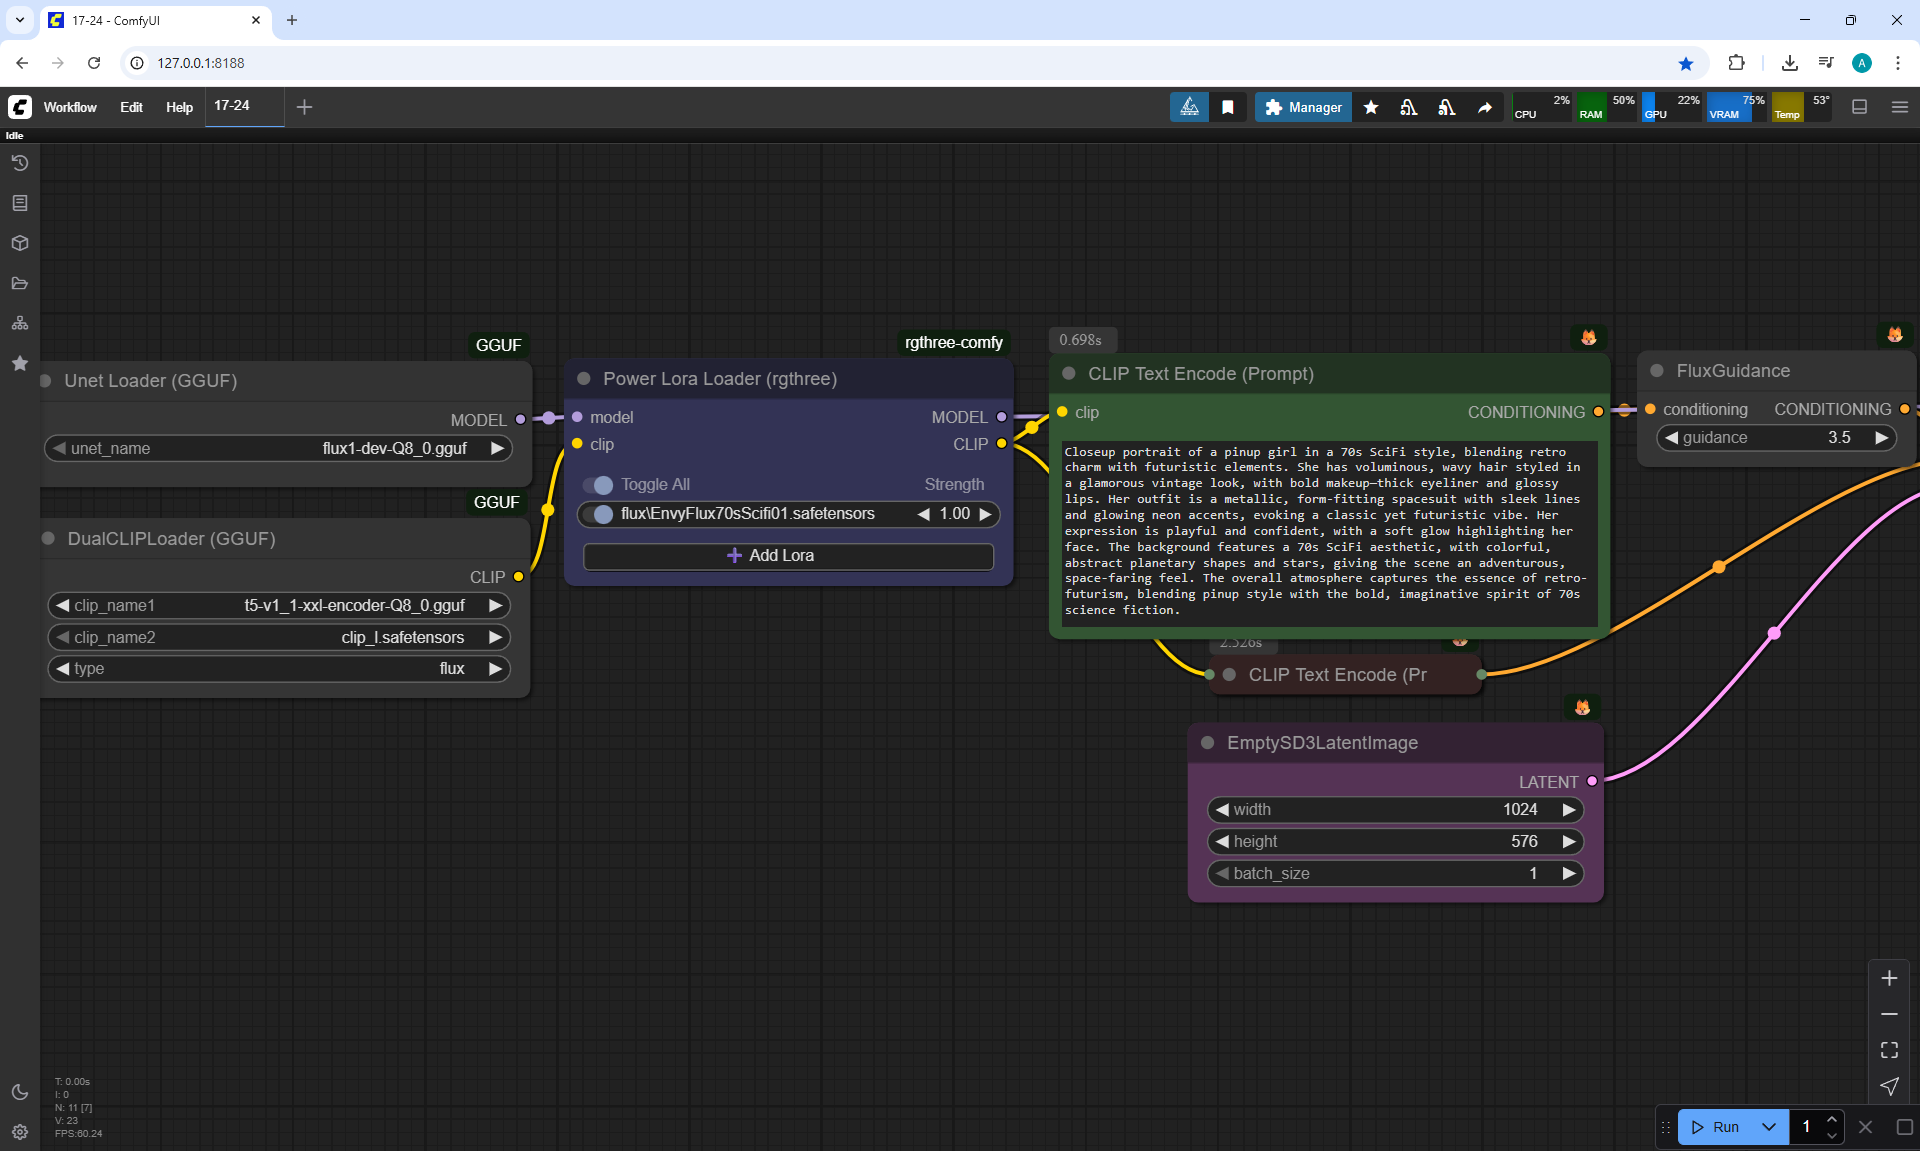 17-24 - ComfyUI
127.0.0.1:8188
Workflow Edit Help 17-24
Manager
CPU 2% RAM 50% GPU 22% VRAM 75% Temp 53°
Idle
GGUF
Unet Loader (GGUF)
MODEL
unet_name flux1-dev-Q8_0.gguf
GGUF
DualCLIPLoader (GGUF)
CLIP
clip_name1 t5-v1_1-xxl-encoder-Q8_0.gguf
clip_name2 clip_l.safetensors
type flux
rgthree-comfy
Power Lora Loader (rgthree)
model MODEL
clip CLIP
Toggle All Strength
flux\EnvyFlux70sScifi01.safetensors 1.00
Add Lora
0.698s
CLIP Text Encode (Prompt)
clip CONDITIONING
Closeup portrait of a pinup girl in a 70s SciFi style, blending retro
charm with futuristic elements. She has voluminous, wavy hair styled in
a glamorous vintage look, with bold makeup—thick eyeliner and glossy
lips. Her outfit is a metallic, form-fitting spacesuit with sleek lines
and glowing neon accents, evoking a classic yet futuristic vibe. Her
expression is playful and confident, with a soft glow highlighting her
face. The background features a 70s SciFi aesthetic, with colorful,
abstract planetary shapes and stars, giving the scene an adventurous,
space-faring feel. The overall atmosphere captures the essence of retro-
futurism, blending pinup style with the bold, imaginative spirit of 70s
science fiction.
FluxGuidance
conditioning CONDITIONING
guidance 3.5
2.526s
CLIP Text Encode (Pr
EmptySD3LatentImage
LATENT
width 1024
height 576
batch_size 1
T: 0.00s
I: 0
N: 11 [7]
V: 23
FPS:60.24
Run 1
A